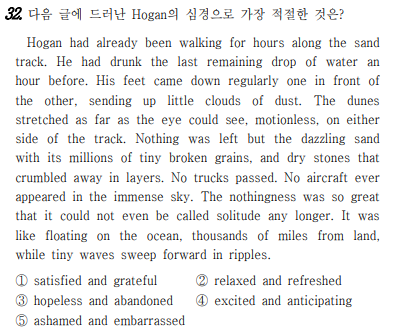 32. 다음 글에 드러난 Hogan의 심경으로 가장 적절한 것은?
Hogan had already been walking for hours along the sand
track. He had drunk the last remaining drop of water an
hour before. His feet came down regularly one in front of
the other, sending up little clouds of dust. The dunes
stretched as far as the eye could see, motionless, on either
side of the track. Nothing was left but the dazzling sand
with its millions of tiny broken grains, and dry stones that
crumbled away in layers. No trucks passed. No aircraft ever
appeared in the immense sky. The nothingness was so great
that it could not even be called solitude any longer. It was
like floating on the ocean, thousands of miles from land,
while tiny waves sweep forward in ripples.
① satisfied and grateful ② relaxed and refreshed
③ hopeless and abandoned ④ excited and anticipating
⑤ ashamed and embarrassed